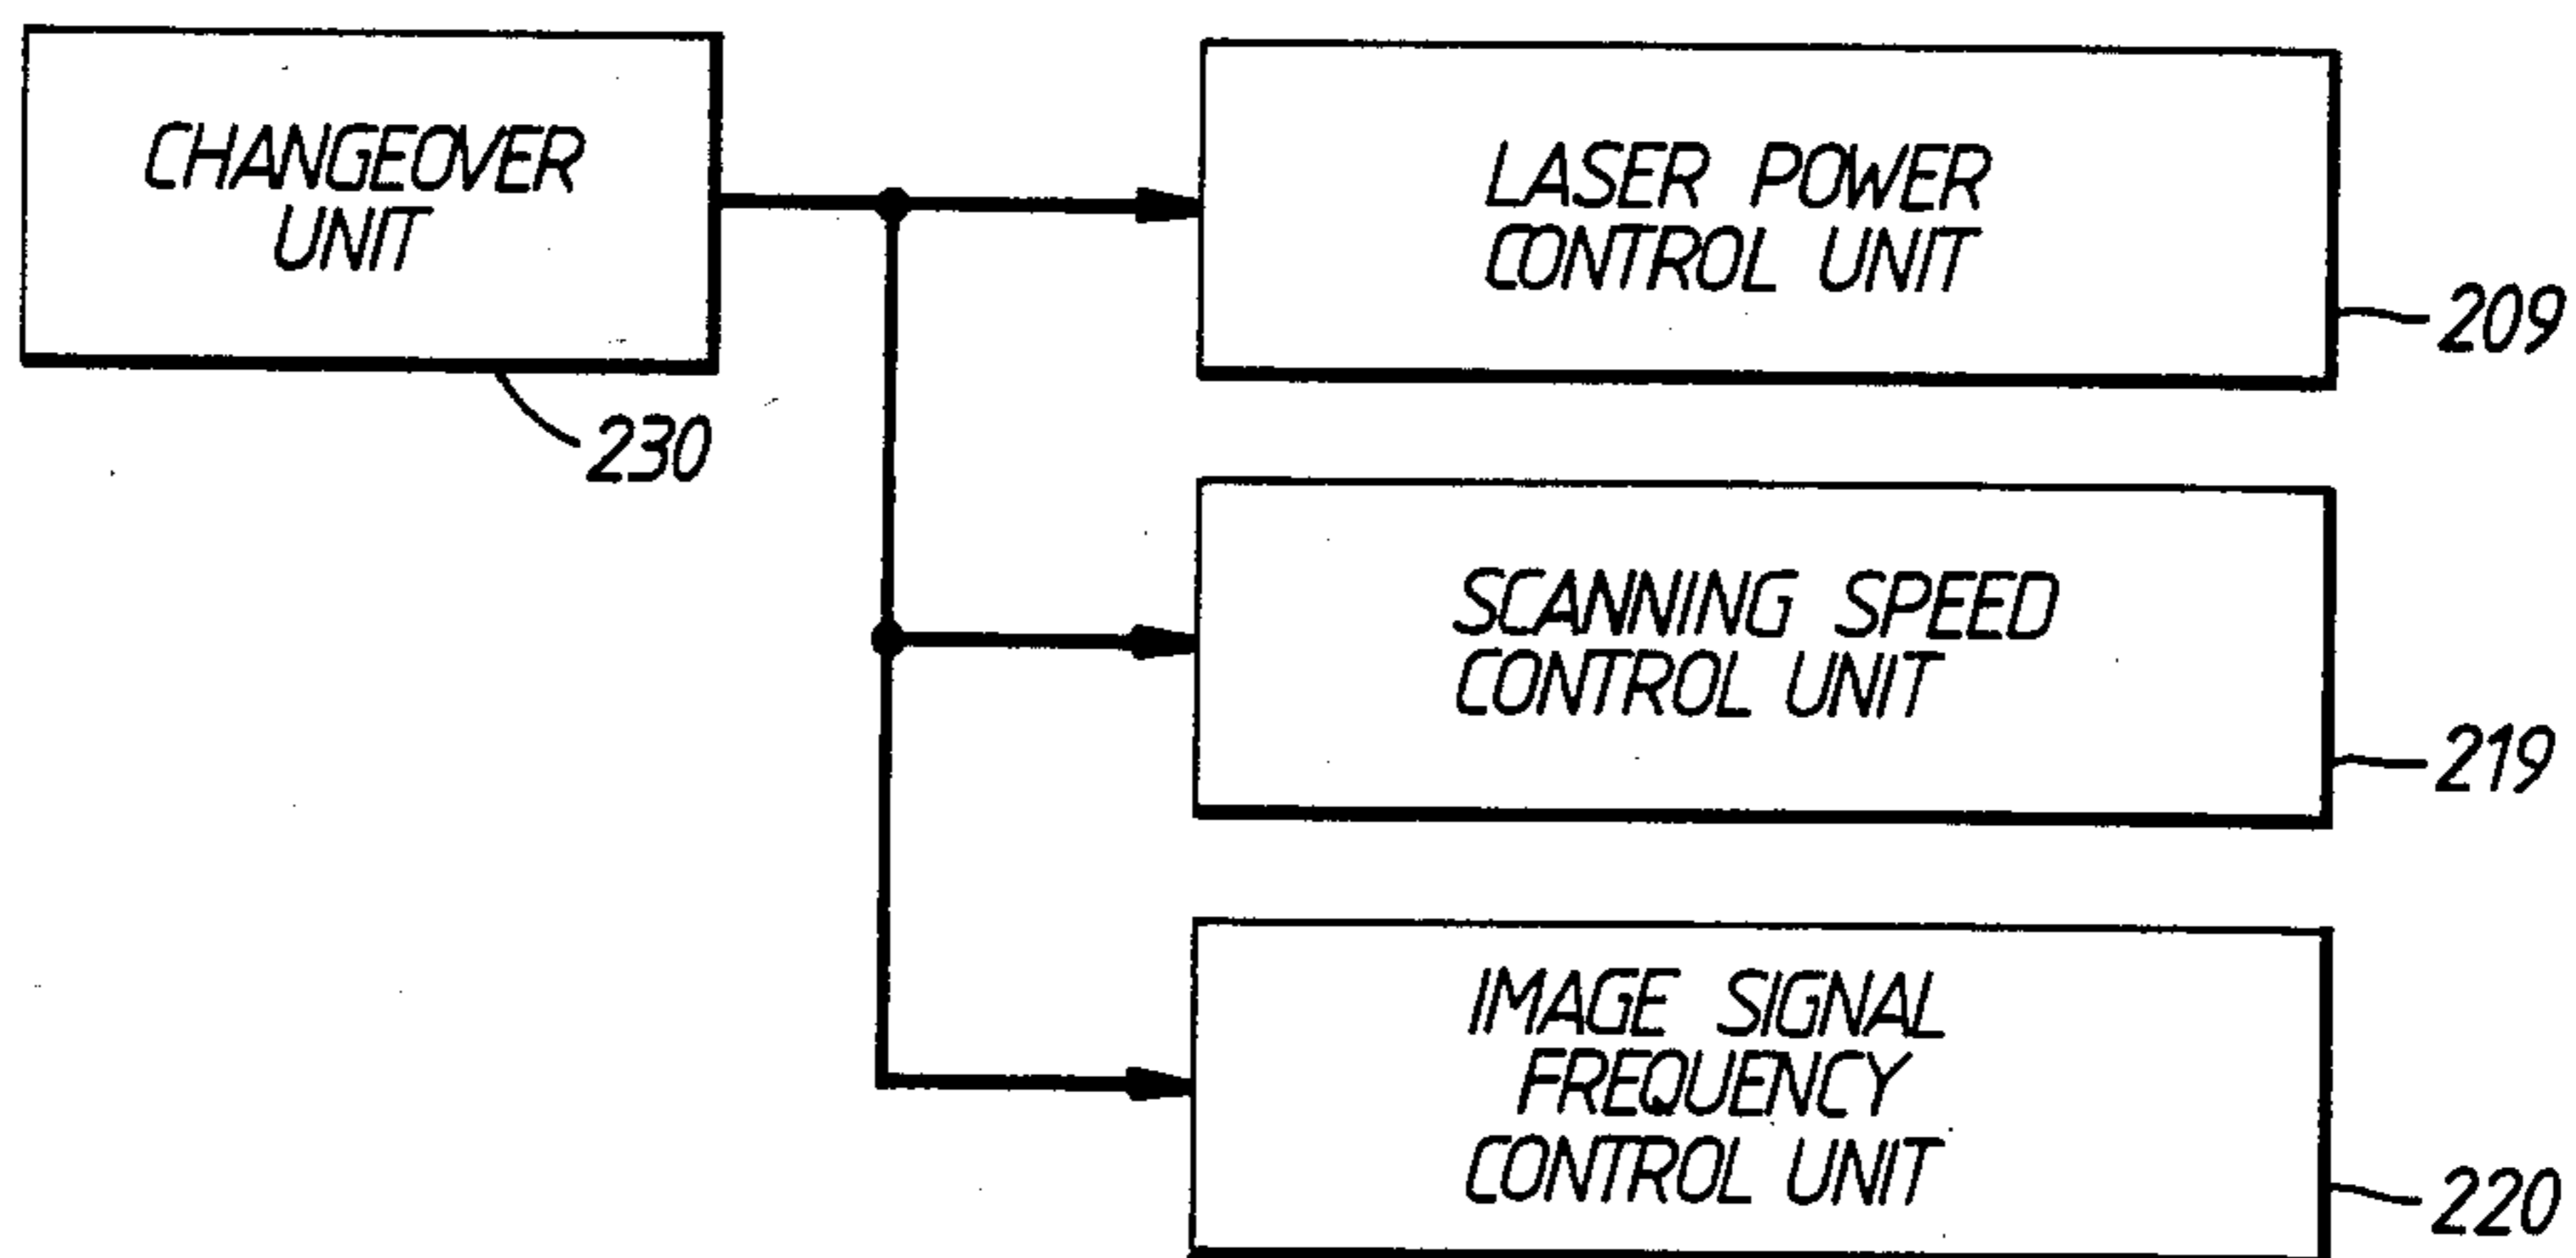 CHANGEOVER
UNIT
230
LASER POWER
CONTROL UNIT
209
SCANNING SPEED
CONTROL UNIT
219
IMAGE SIGNAL
FREQUENCY
CONTROL UNIT
220